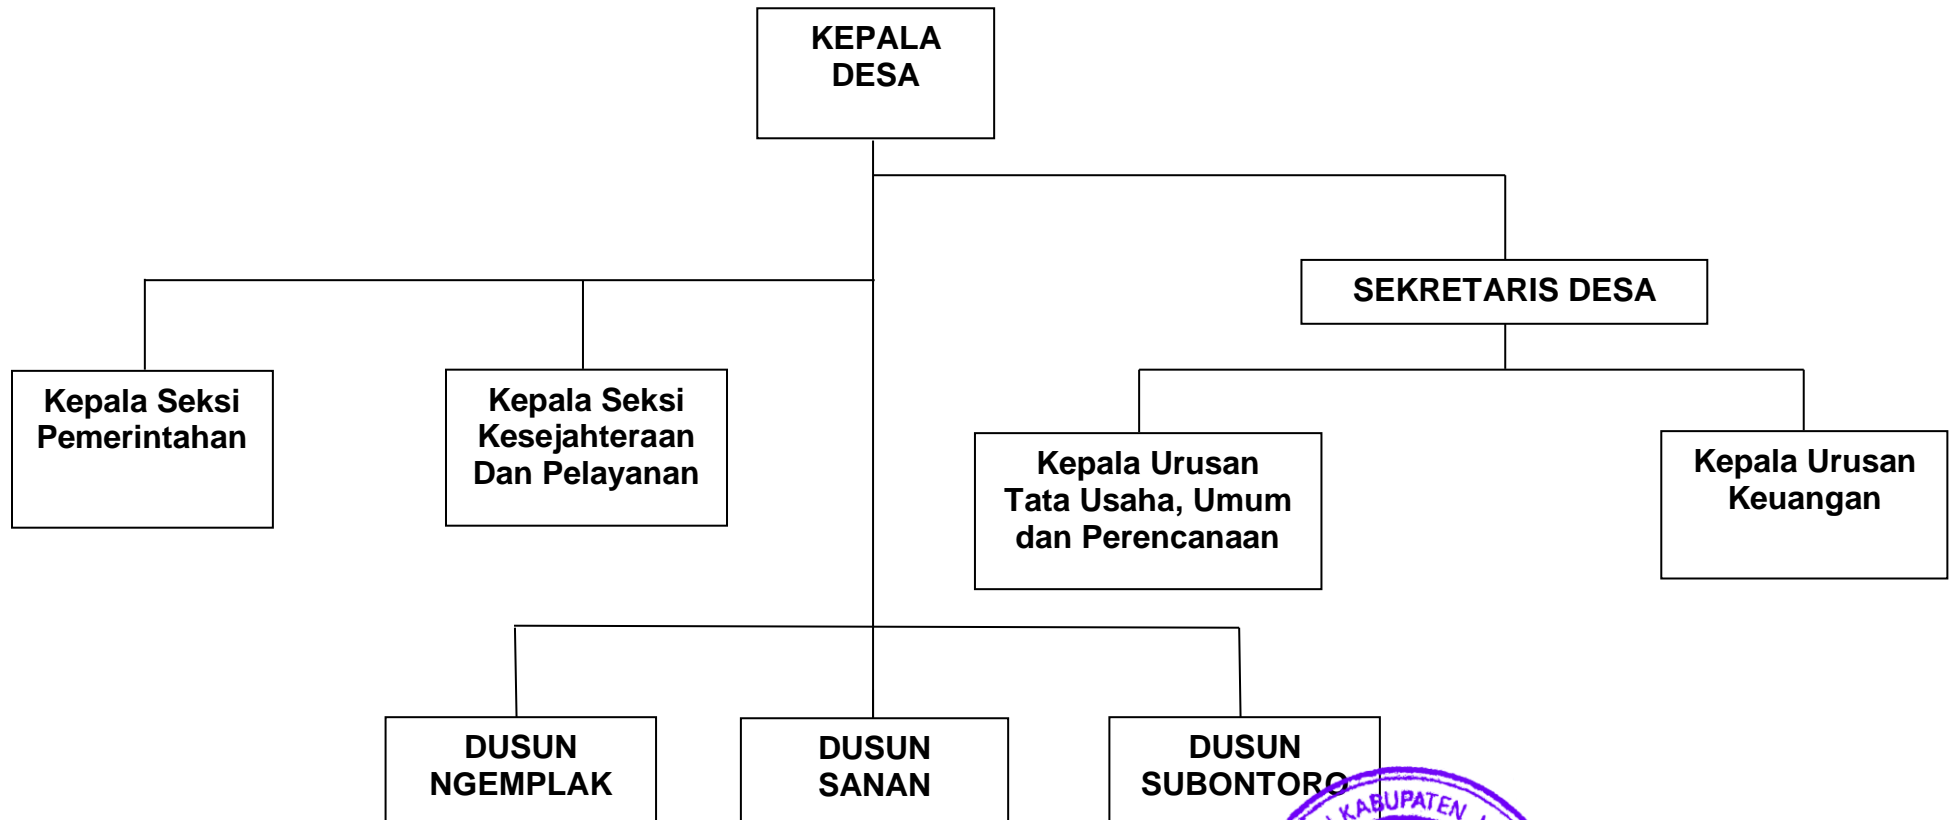 KEPALA
DESA
SEKRETARIS DESA
Kepala Seksi
Pemerintahan
Kepala Seksi
Kesejahteraan
Dan Pelayanan
Kepala Urusan
Tata Usaha, Umum
dan Perencanaan
Kepala Urusan
Keuangan
DUSUN
NGEMPLAK
DUSUN
SANAN
DUSUN
SUBONTORO
KABUPATEN